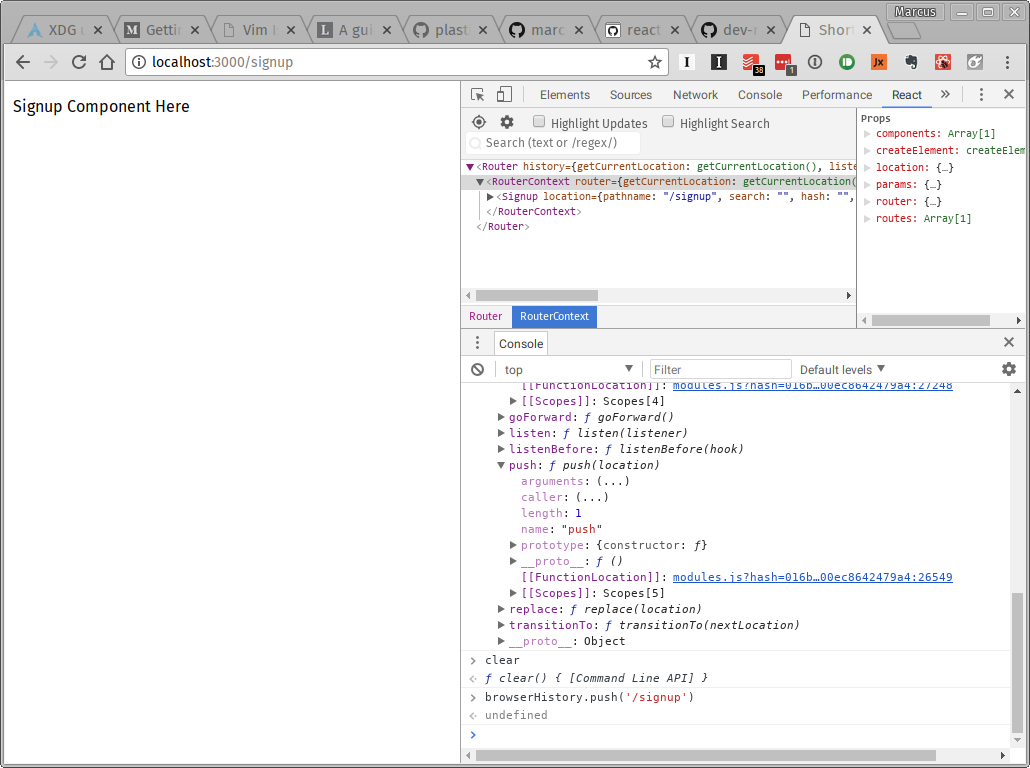 Marcus
XDG u
Gettin
Vim D
A gui
plast
marc
react
dev-r
Short
localhost:3000/signup
38
1
Jx
Signup Component Here
Elements Sources Network Console Performance React »
Highlight Updates Highlight Search
Search (text or /regex/)
<Router history={getCurrentLocation: getCurrentLocation(), liste
<RouterContext router={getCurrentLocation: getCurrentLocation(
<Signup location={pathname: "/signup", search: "", hash: "",
</RouterContext>
</Router>
Router RouterContext
Props
components: Array[1]
createElement: createElem
location: {…}
params: {…}
router: {…}
routes: Array[1]
Console
top Filter Default levels
[[FunctionLocation]]: modules.js?hash=016b…00ec8642479a4:27248
[[Scopes]]: Scopes[4]
goForward: ƒ goForward()
listen: ƒ listen(listener)
listenBefore: ƒ listenBefore(hook)
push: ƒ push(location)
arguments: (...)
caller: (...)
length: 1
name: "push"
prototype: {constructor: ƒ}
__proto__: ƒ ()
[[FunctionLocation]]: modules.js?hash=016b…00ec8642479a4:26549
[[Scopes]]: Scopes[5]
replace: ƒ replace(location)
transitionTo: ƒ transitionTo(nextLocation)
__proto__: Object
clear
ƒ clear() { [Command Line API] }
browserHistory.push('/signup')
undefined